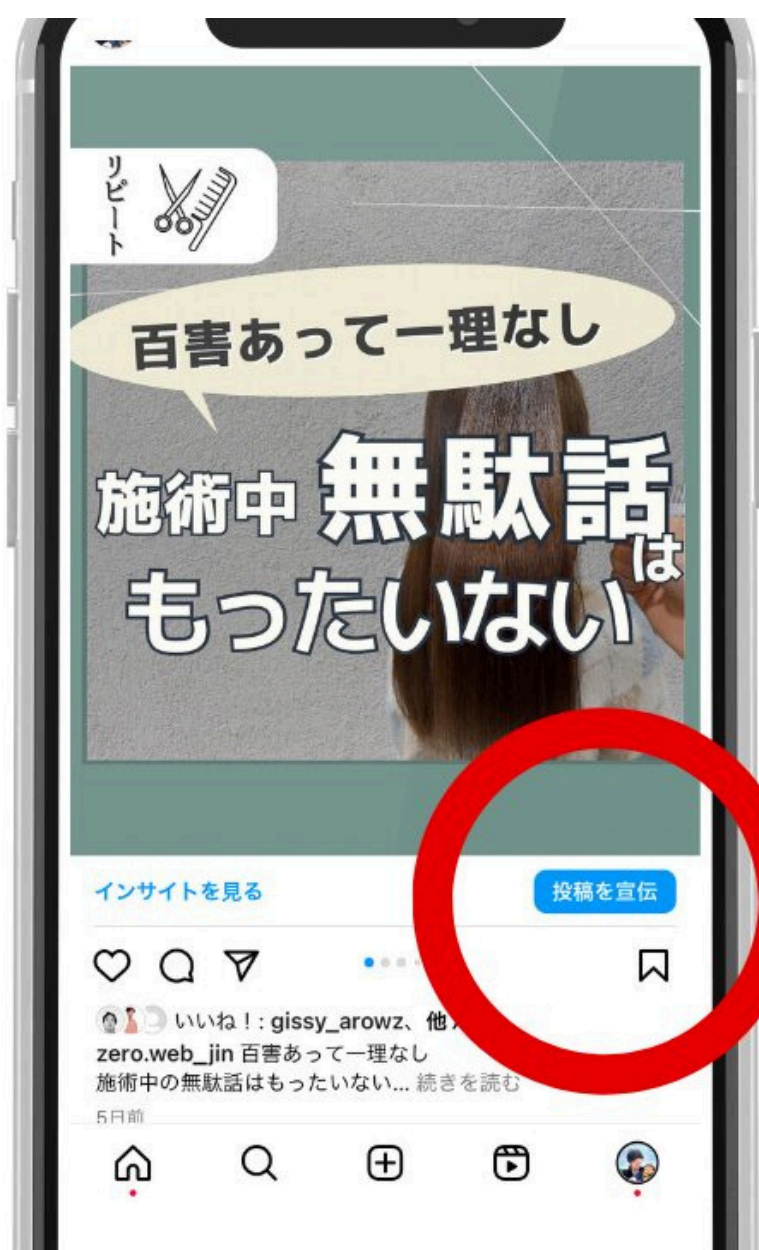 リピート
百害あって一理なし
施術中 無駄話は
もったいない
インサイトを見る
投稿を宣伝
いいね！: gissy_arowz、他
zero.web_jin 百害あって一理なし
施術中の無駄話はもったいない... 続きを読む
5日前